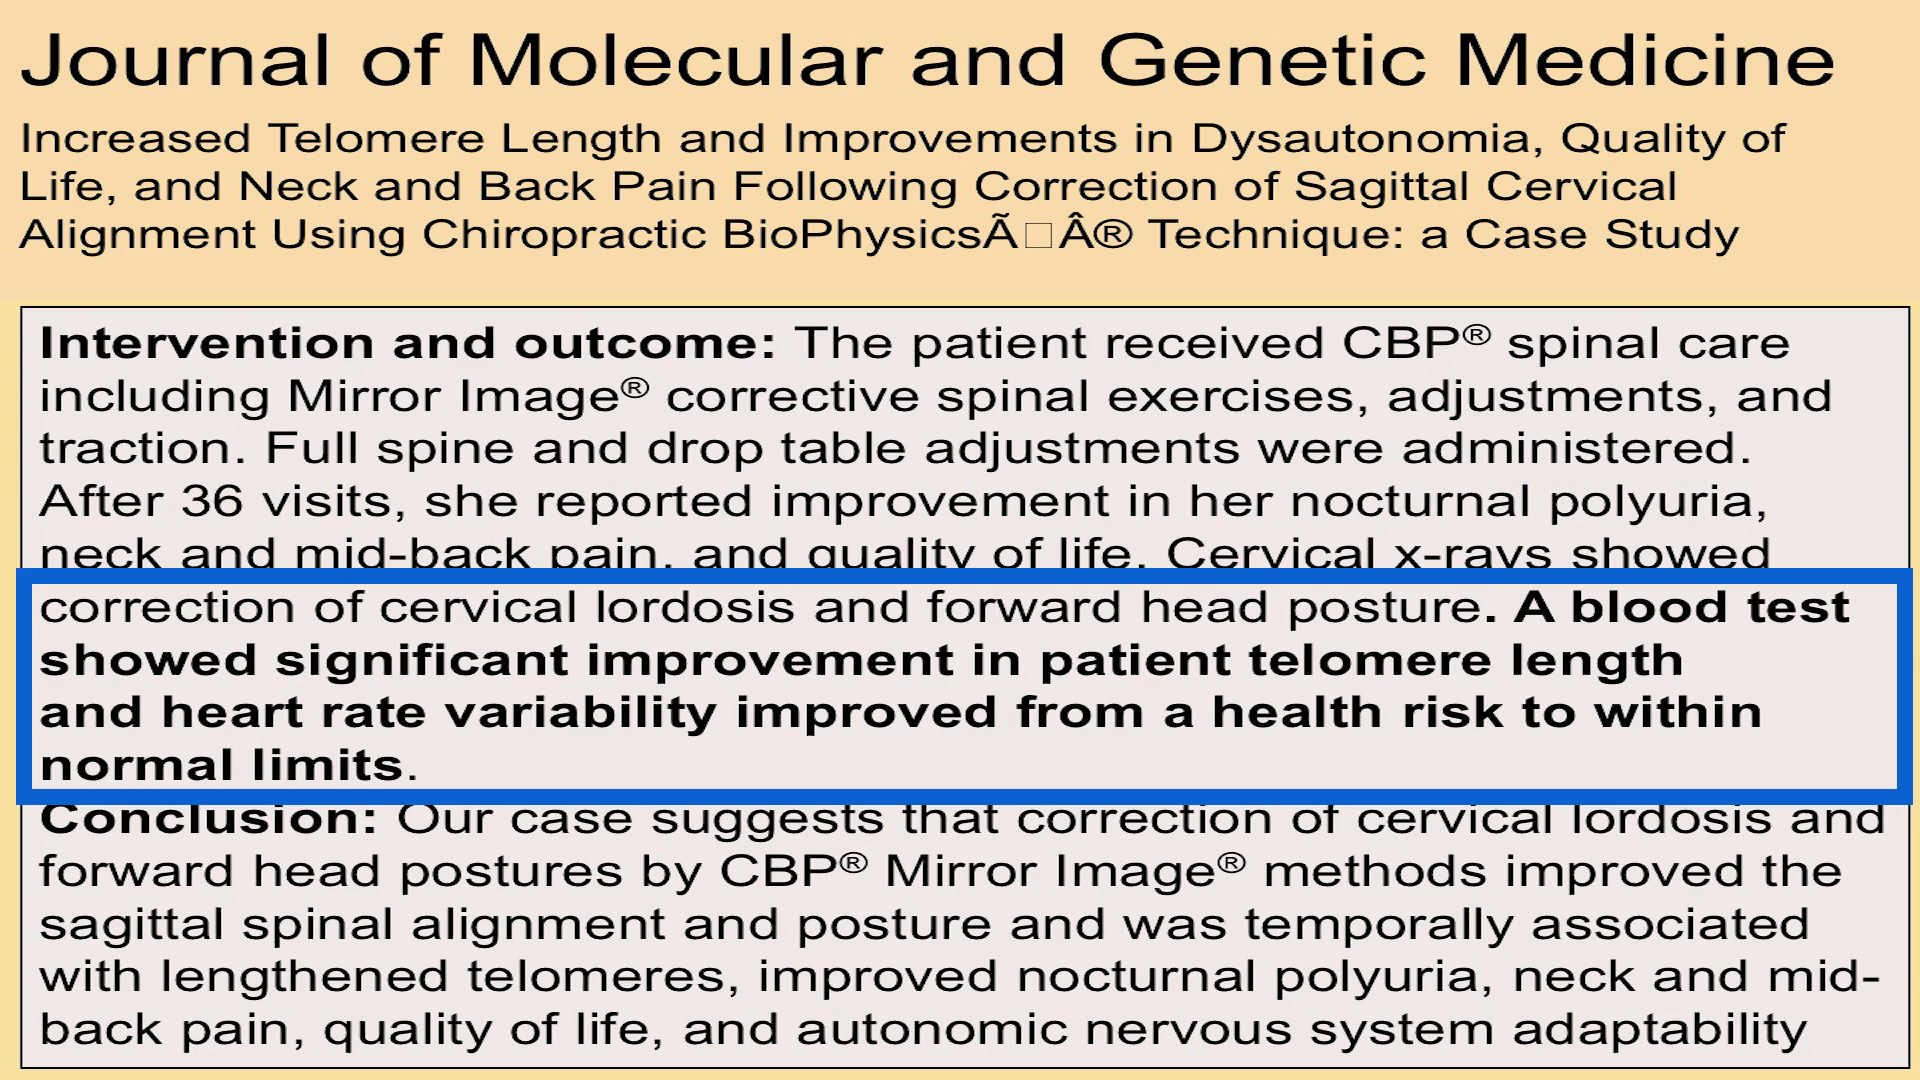 Journal of Molecular and Genetic Medicine
Increased Telomere Length and Improvements in Dysautonomia, Quality of
Life, and Neck and Back Pain Following Correction of Sagittal Cervical
Alignment Using Chiropractic BioPhysicsÃ□Â® Technique: a Case Study
Intervention and outcome: The patient received CBP® spinal care
including Mirror Image® corrective spinal exercises, adjustments, and
traction. Full spine and drop table adjustments were administered.
After 36 visits, she reported improvement in her nocturnal polyuria,
neck and mid-back pain, and quality of life. Cervical x-rays showed
correction of cervical lordosis and forward head posture. A blood test
showed significant improvement in patient telomere length
and heart rate variability improved from a health risk to within
normal limits.
Conclusion: Our case suggests that correction of cervical lordosis and
forward head postures by CBP® Mirror Image® methods improved the
sagittal spinal alignment and posture and was temporally associated
with lengthened telomeres, improved nocturnal polyuria, neck and mid-
back pain, quality of life, and autonomic nervous system adaptability